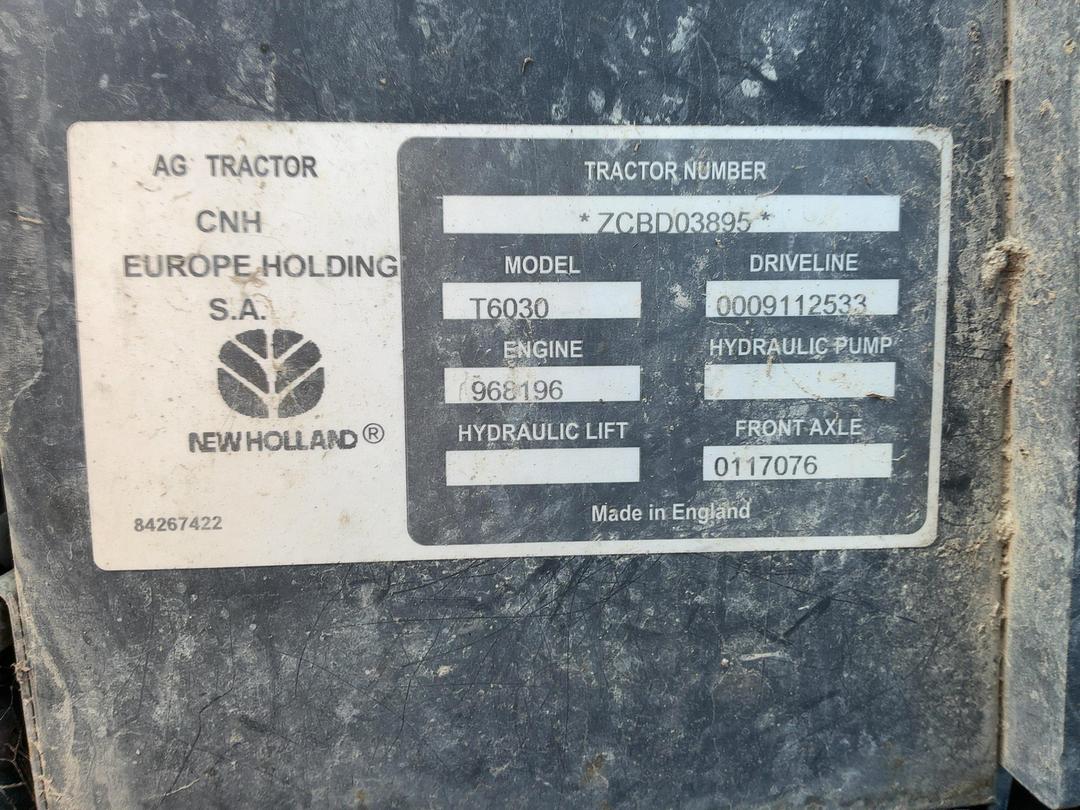 AG TRACTOR
CNH
EUROPE HOLDING
S.A.
NEW HOLLAND®
84267422
TRACTOR NUMBER
* ZCBD03895 *
MODEL
T6030
DRIVELINE
0009112533
ENGINE
968196
HYDRAULIC PUMP
HYDRAULIC LIFT
FRONT AXLE
0117076
Made in England